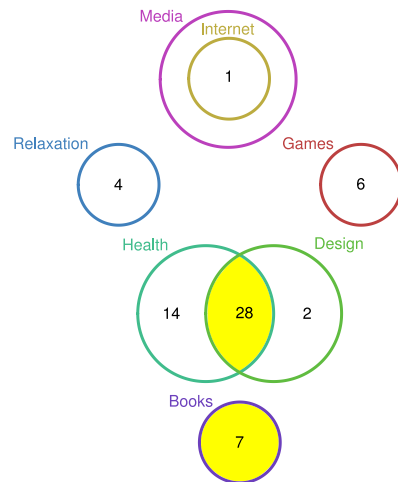 Media
Internet
1
Relaxation
Games
4
6
Health
Design
14
28
2
Books
7